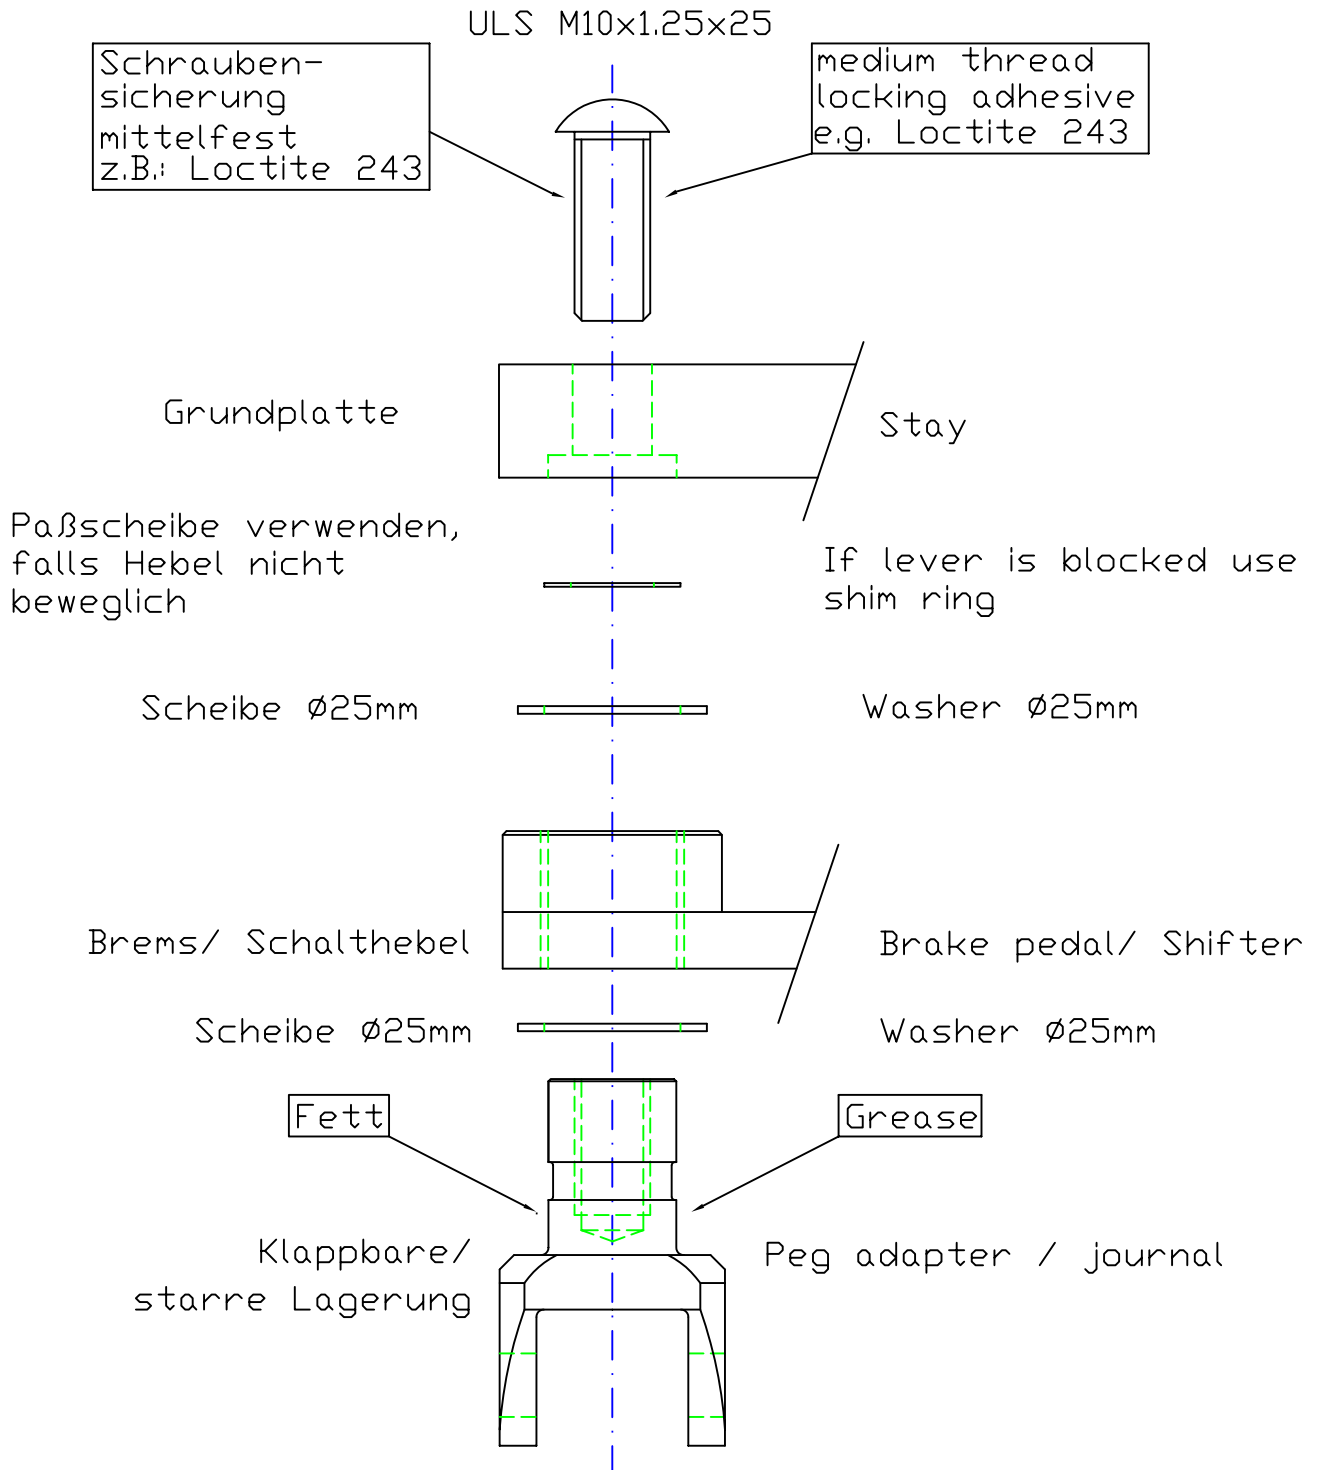 ULS M10x1.25x25
Schrauben-
sicherung
mittelfest
z.B.: Loctite 243
medium thread
locking adhesive
e.g. Loctite 243
Grundplatte
Stay
Paßscheibe verwenden,
falls Hebel nicht
beweglich
If lever is blocked use
shim ring
Scheibe Ø25mm
Washer Ø25mm
Brems/ Schalthebel
Brake pedal/ Shifter
Scheibe Ø25mm
Washer Ø25mm
Fett
Grease
Klappbare/
starre Lagerung
Peg adapter / journal